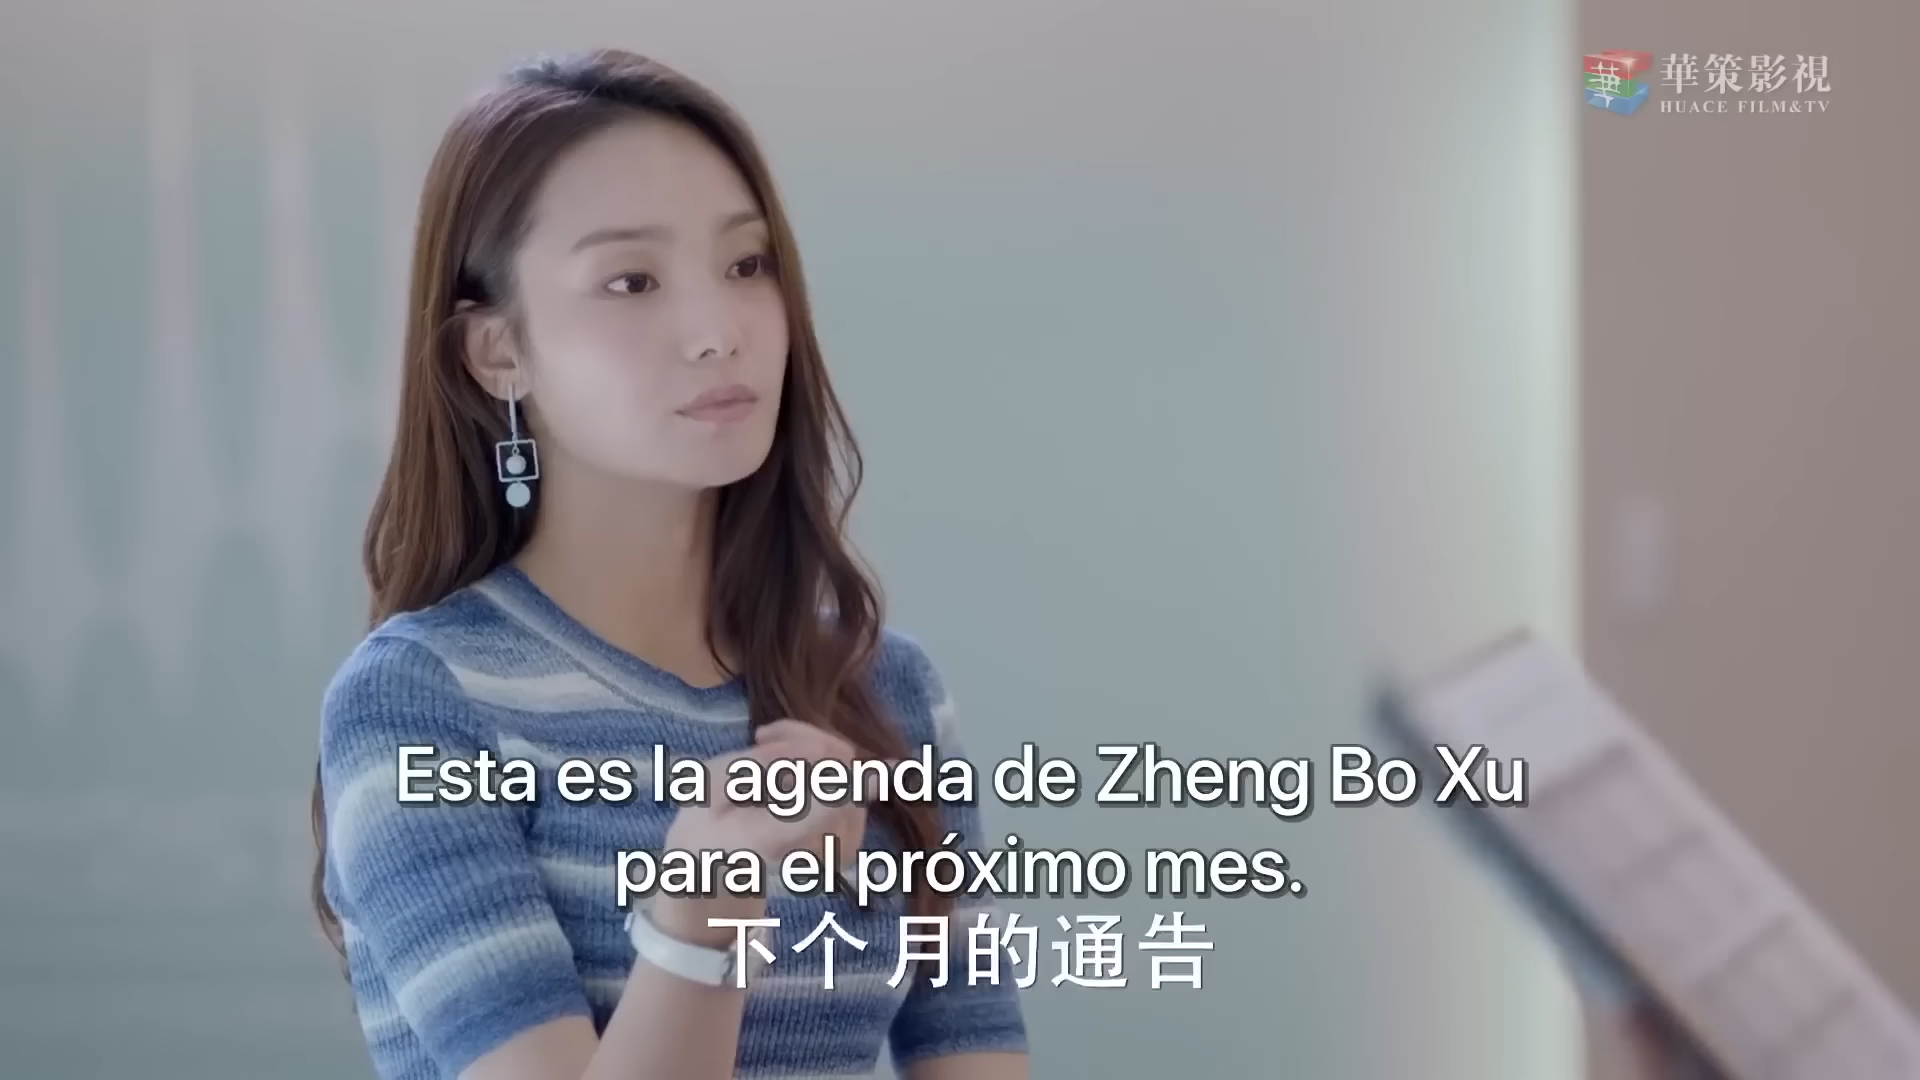 華策影視
HUACE FILM&TV
Esta es la agenda de Zheng Bo Xu
para el próximo mes.
下个月的通告